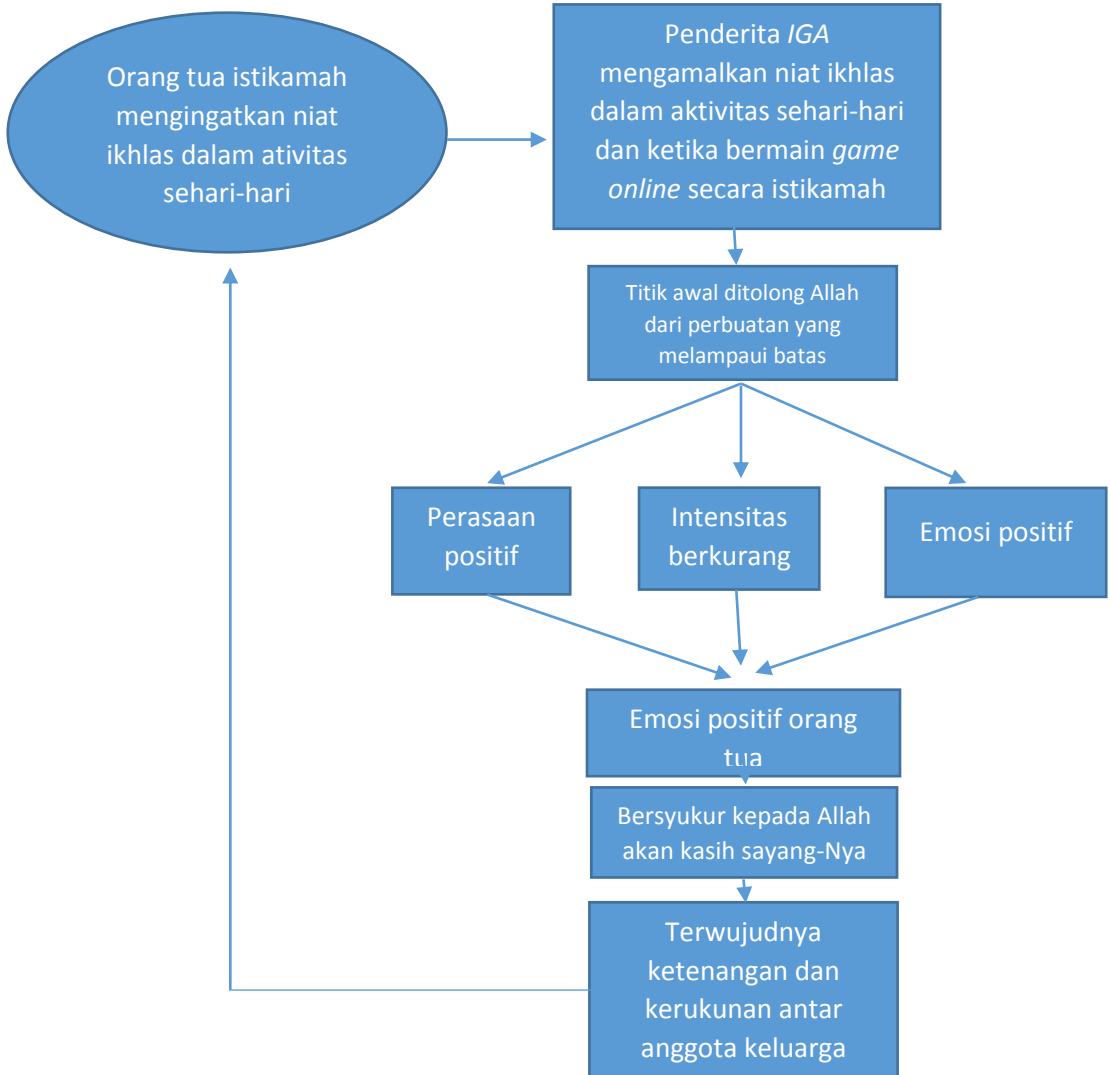 Orang tua istikamah
mengingatkan niat
ikhlas dalam ativitas
sehari-hari
Penderita IGA
mengamalkan niat ikhlas
dalam aktivitas sehari-hari
dan ketika bermain game
online secara istikamah
Titik awal ditolong Allah
dari perbuatan yang
melampaui batas
Perasaan
positif
Intensitas
berkurang
Emosi positif
Emosi positif orang
tua
Bersyukur kepada Allah
akan kasih sayang-Nya
Terwujudnya
ketenangan dan
kerukunan antar
anggota keluarga